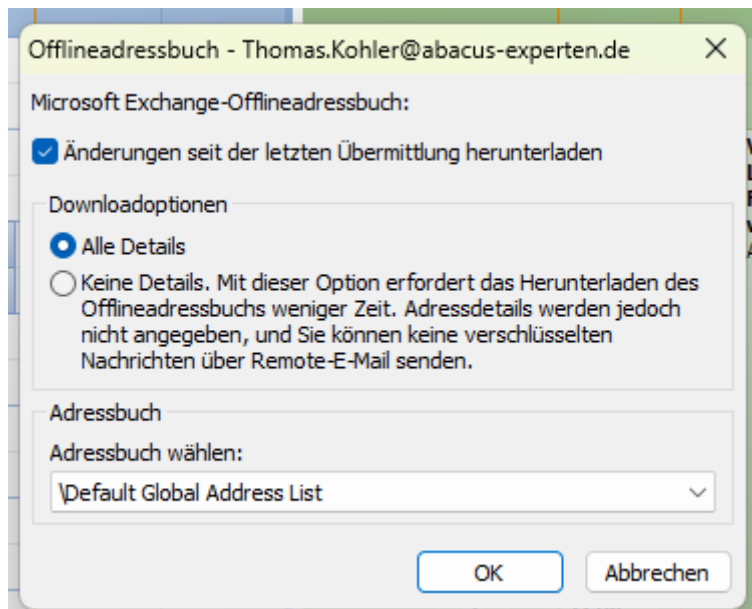 Offlineadressbuch - Thomas.Kohler@abacus-experten.de
Microsoft Exchange-Offlineadressbuch:
Änderungen seit der letzten Übermittlung herunterladen
Downloadoptionen
Alle Details
Keine Details. Mit dieser Option erfordert das Herunterladen des
Offlineadressbuchs weniger Zeit. Adressdetails werden jedoch
nicht angegeben, und Sie können keine verschlüsselten
Nachrichten über Remote-E-Mail senden.
Adressbuch
Adressbuch wählen:
\Default Global Address List
OK
Abbrechen